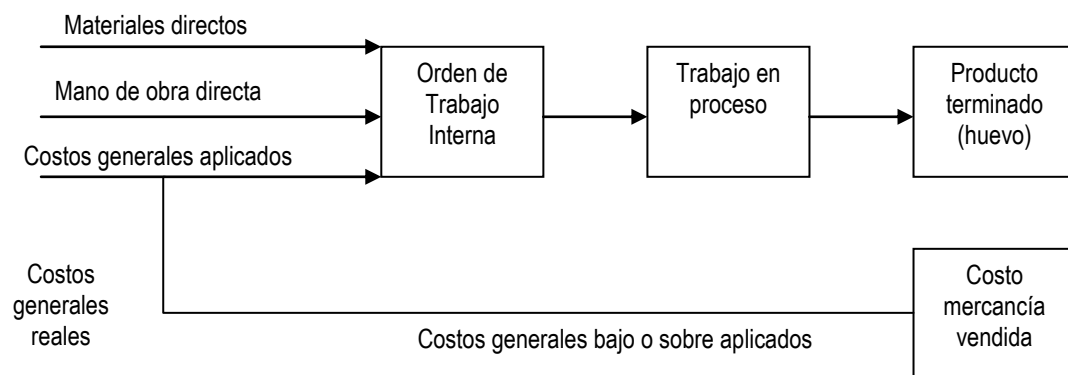 Materiales directos
Mano de obra directa
Costos generales aplicados
Orden de
Trabajo
Interna
Trabajo en
proceso
Producto
terminado
(huevo)
Costos
generales
reales
Costos generales bajo o sobre aplicados
Costo
mercancía
vendida